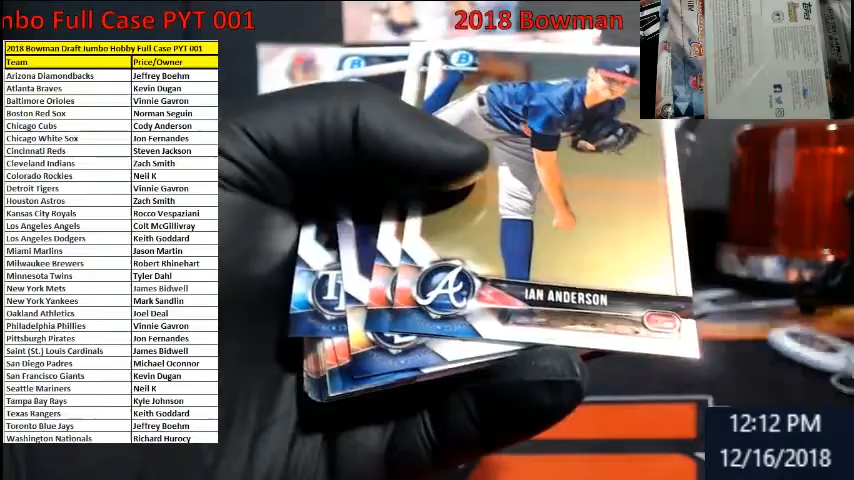 mbo Full Case PYT 001
2018 Bowman
2018 Bowman Draft Jumbo Hobby Full Case PYT 001
Team Price/Owner
Arizona Diamondbacks Jeffrey Boehm
Atlanta Braves Kevin Dugan
Baltimore Orioles Vinnie Gavron
Boston Red Sox Norman Seguin
Chicago Cubs Cody Anderson
Chicago White Sox Jon Fernandes
Cincinnati Reds Steven Jackson
Cleveland Indians Zach Smith
Colorado Rockies Neil K
Detroit Tigers Vinnie Gavron
Houston Astros Zach Smith
Kansas City Royals Rocco Vespaziani
Los Angeles Angels Colt McGillivray
Los Angeles Dodgers Keith Goddard
Miami Marlins Jason Martin
Milwaukee Brewers Robert Rhinehart
Minnesota Twins Tyler Dahl
New York Mets James Bidwell
New York Yankees Mark Sandlin
Oakland Athletics Joel Deal
Philadelphia Phillies Vinnie Gavron
Pittsburgh Pirates Jon Fernandes
Saint (St.) Louis Cardinals James Bidwell
San Diego Padres Michael Oconnor
San Francisco Giants Kevin Dugan
Seattle Mariners Neil K
Tampa Bay Rays Kyle Johnson
Texas Rangers Keith Goddard
Toronto Blue Jays Jeffrey Boehm
Washington Nationals Richard Hurocy
IAN ANDERSON
topps
12:12 PM
12/16/2018